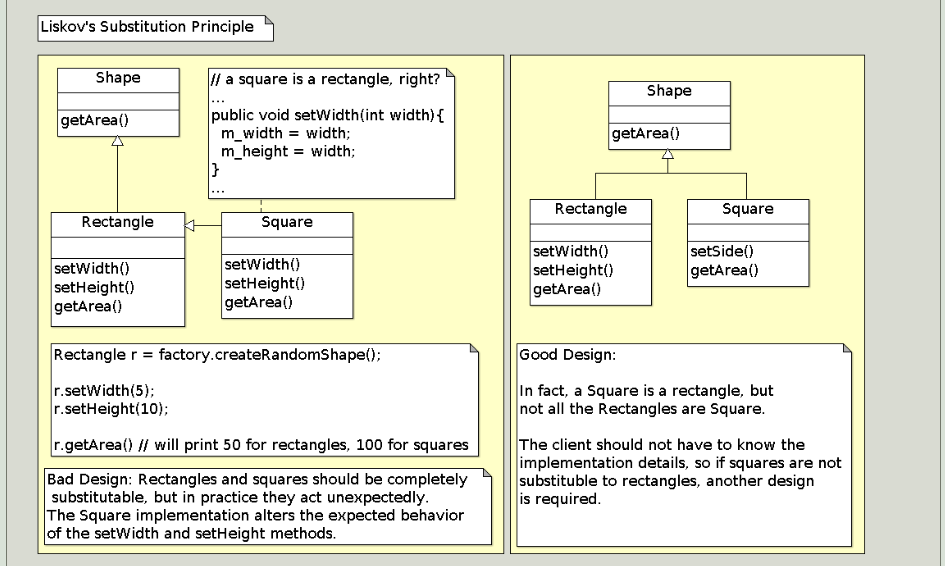 Liskov's Substitution Principle
Shape
getArea()
// a square is a rectangle, right?
...
public void setWidth(int width){
m_width = width;
m_height = width;
}
...
Rectangle
setWidth()
setHeight()
getArea()
Square
setWidth()
setHeight()
getArea()
Rectangle r = factory.createRandomShape();
r.setWidth(5);
r.setHeight(10);
r.getArea() // will print 50 for rectangles, 100 for squares
Bad Design: Rectangles and squares should be completely
substitutable, but in practice they act unexpectedly.
The Square implementation alters the expected behavior
of the setWidth and setHeight methods.
Shape
getArea()
Rectangle
setWidth()
setHeight()
getArea()
Square
setSide()
getArea()
Good Design:
In fact, a Square is a rectangle, but
not all the Rectangles are Square.
The client should not have to know the
implementation details, so if squares are not
substituble to rectangles, another design
is required.